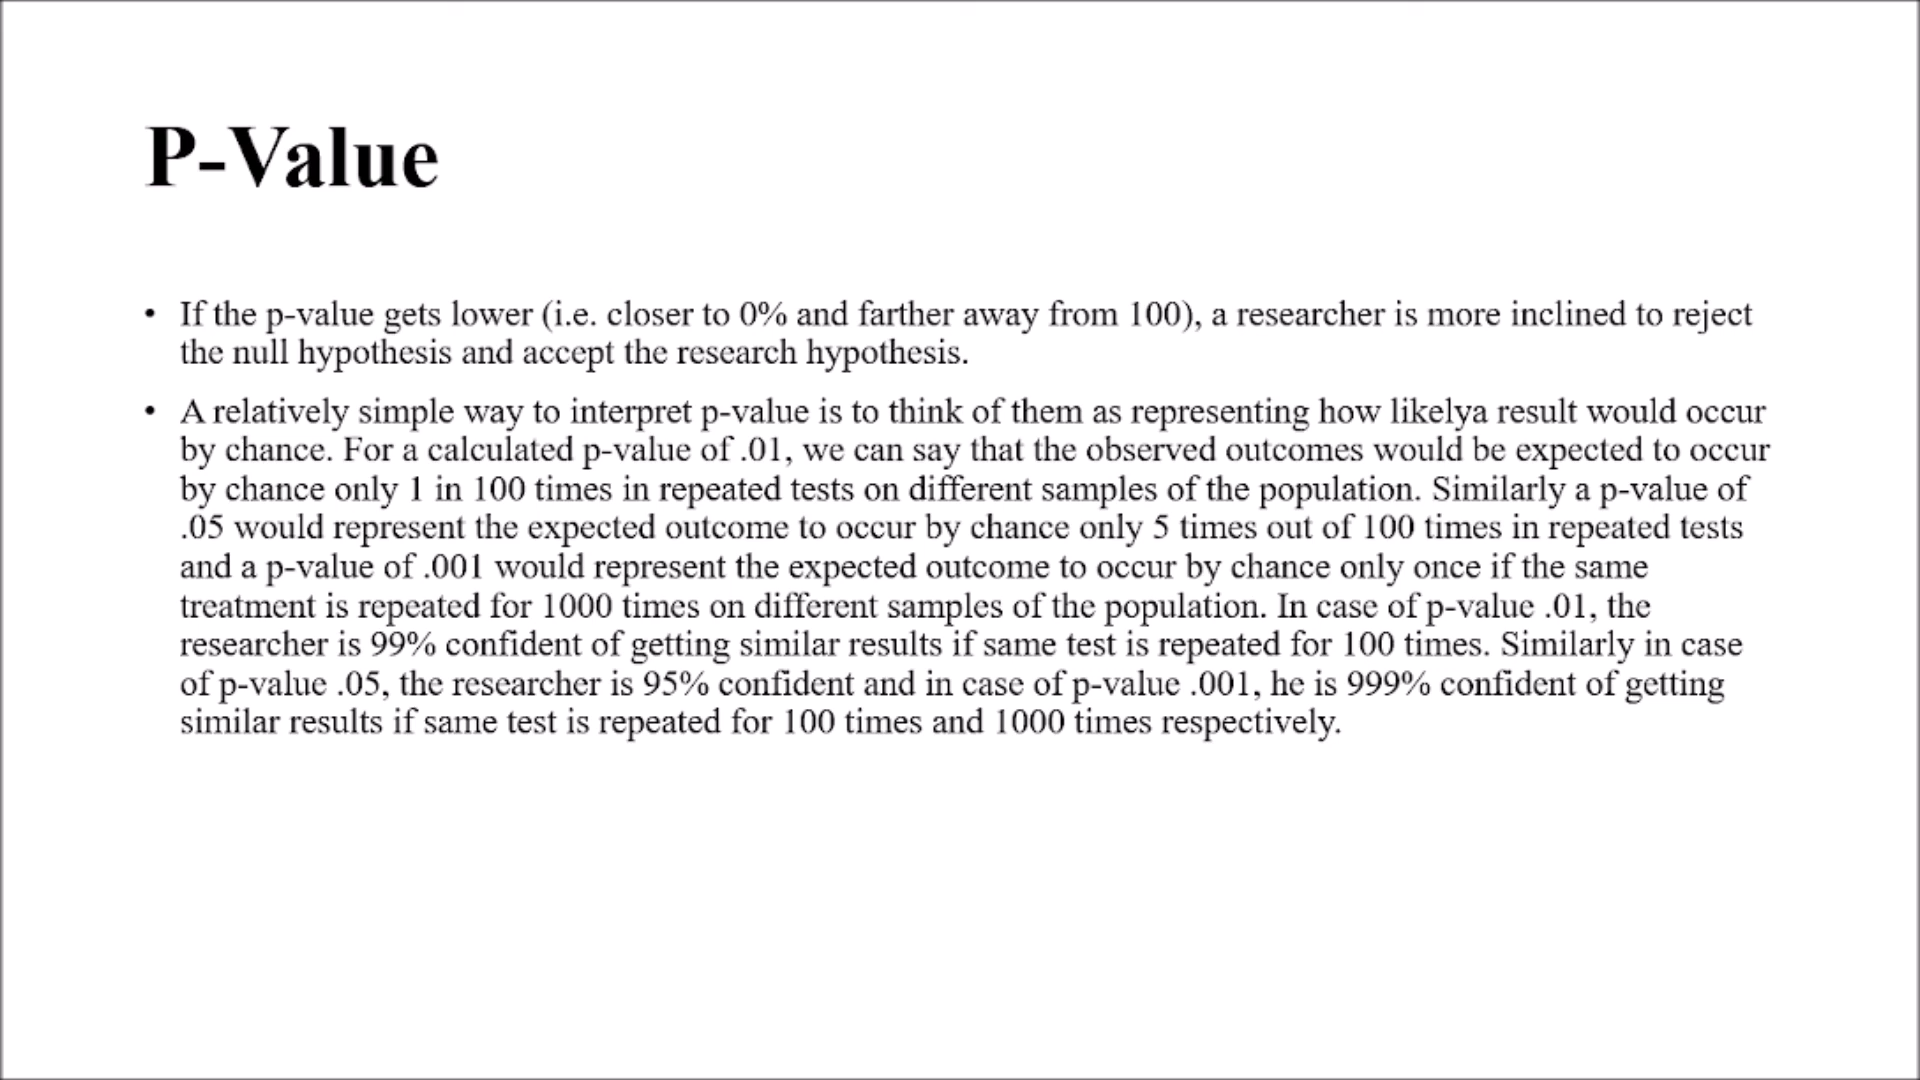 P-Value
• If the p-value gets lower (i.e. closer to 0% and farther away from 100), a researcher is more inclined to reject
the null hypothesis and accept the research hypothesis.
• A relatively simple way to interpret p-value is to think of them as representing how likelya result would occur
by chance. For a calculated p-value of .01, we can say that the observed outcomes would be expected to occur
by chance only 1 in 100 times in repeated tests on different samples of the population. Similarly a p-value of
.05 would represent the expected outcome to occur by chance only 5 times out of 100 times in repeated tests
and a p-value of .001 would represent the expected outcome to occur by chance only once if the same
treatment is repeated for 1000 times on different samples of the population. In case of p-value .01, the
researcher is 99% confident of getting similar results if same test is repeated for 100 times. Similarly in case
of p-value .05, the researcher is 95% confident and in case of p-value .001, he is 999% confident of getting
similar results if same test is repeated for 100 times and 1000 times respectively.